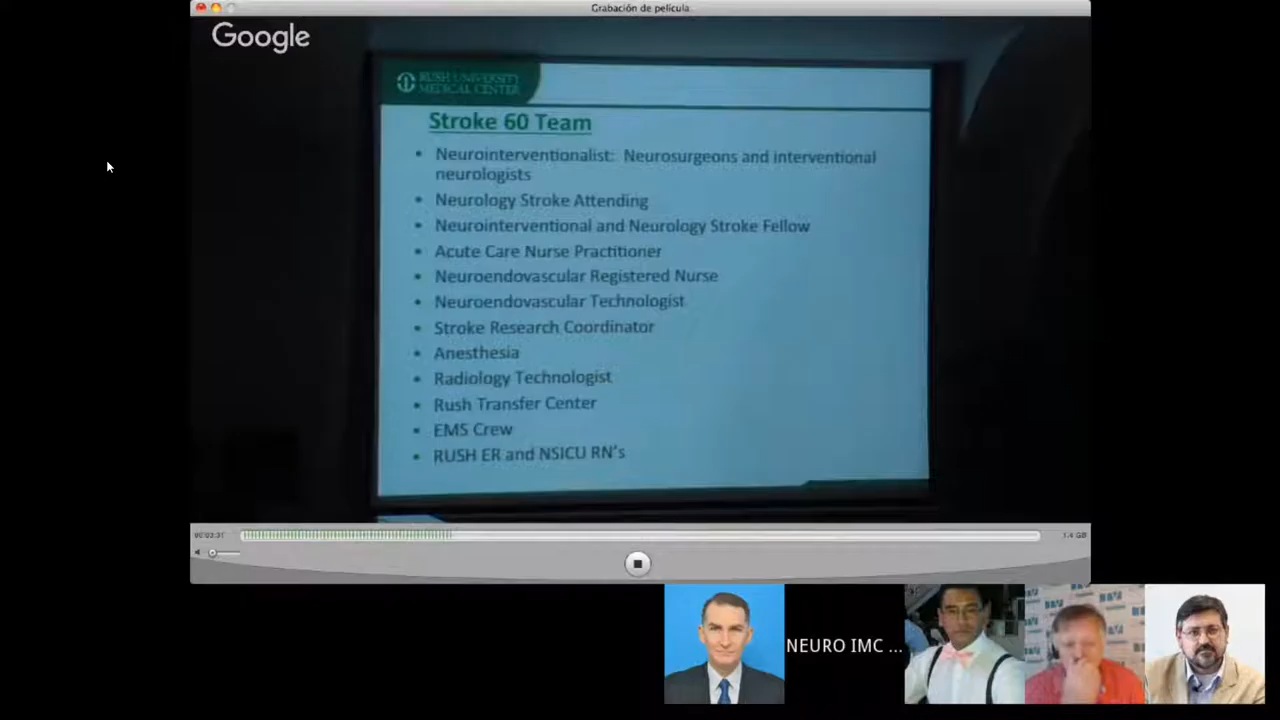 Grabación de película
Google
RUSH UNIVERSITY
MEDICAL CENTER
Stroke 60 Team
• Neurointerventionalist: Neurosurgeons and interventional
neurologists
• Neurology Stroke Attending
• Neurointerventional and Neurology Stroke Fellow
• Acute Care Nurse Practitioner
• Neuroendovascular Registered Nurse
• Neuroendovascular Technologist
• Stroke Research Coordinator
• Anesthesia
• Radiology Technologist
• Rush Transfer Center
• EMS Crew
• RUSH ER and NSICU RN's
NEURO IMC ...